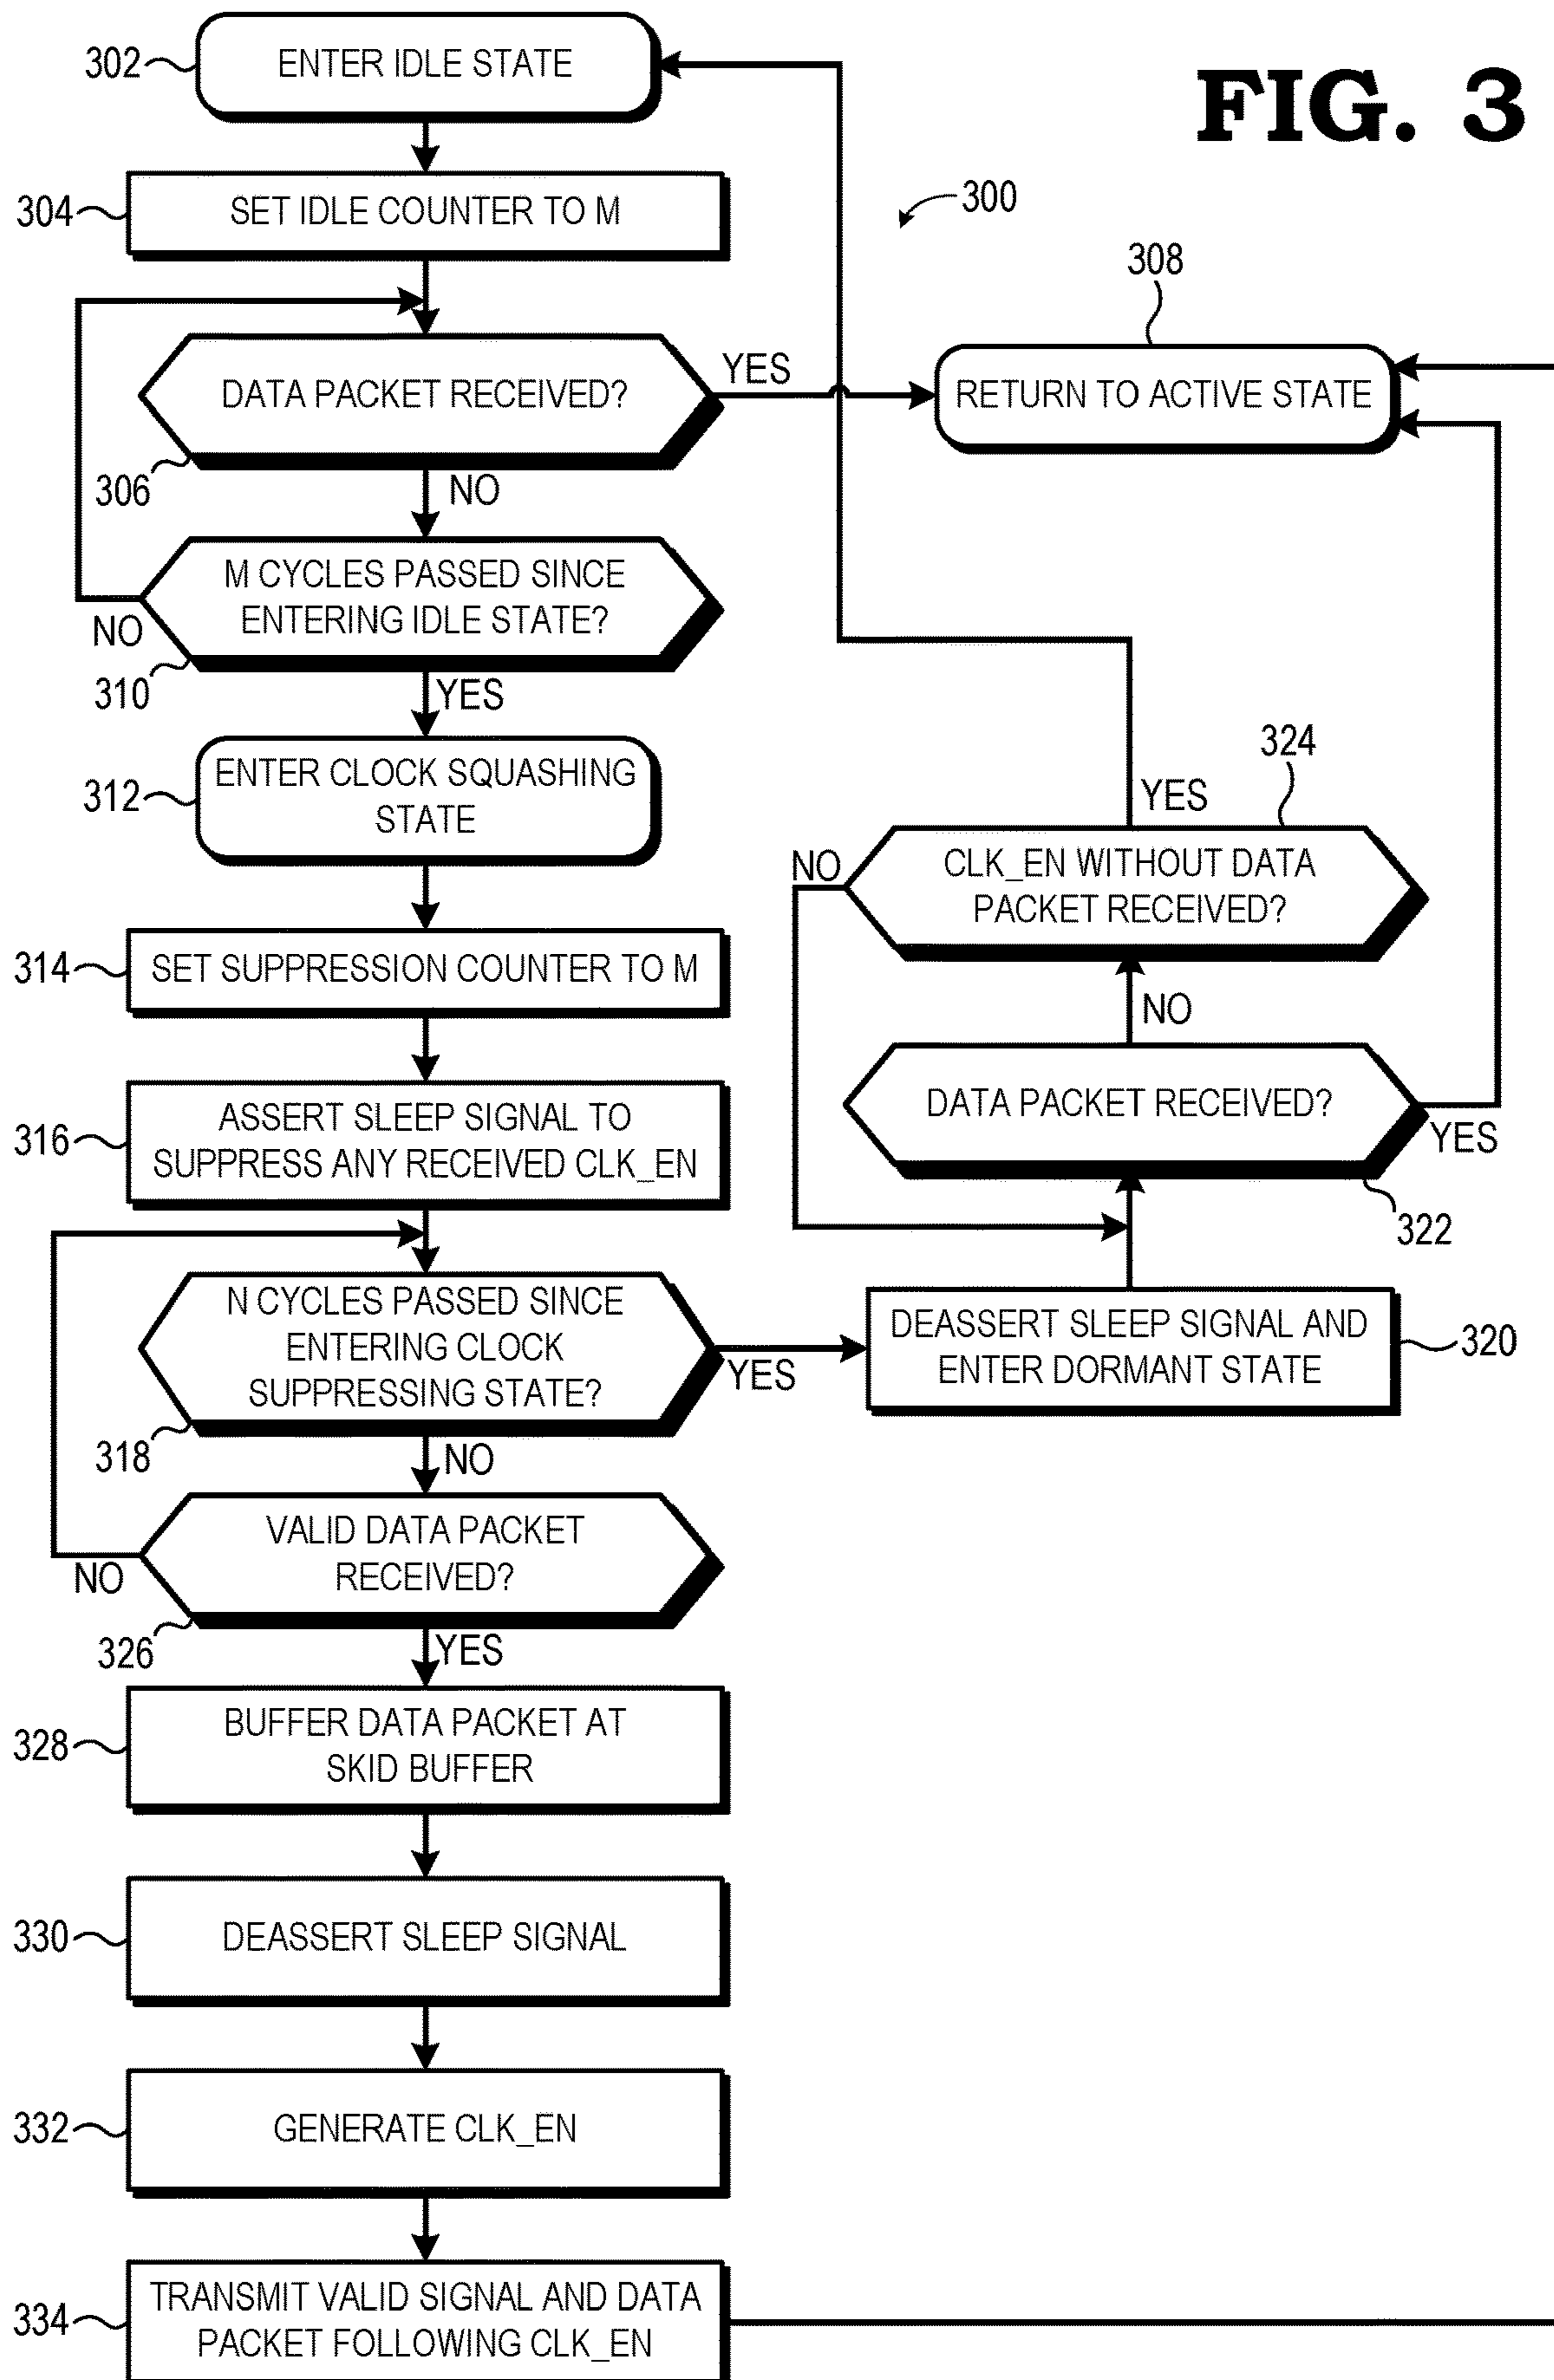 FIG. 3
300
302
ENTER IDLE STATE
304
SET IDLE COUNTER TO M
306
DATA PACKET RECEIVED?
YES
NO
308
RETURN TO ACTIVE STATE
310
M CYCLES PASSED SINCE
ENTERING IDLE STATE?
NO
YES
312
ENTER CLOCK SQUASHING
STATE
314
SET SUPPRESSION COUNTER TO M
316
ASSERT SLEEP SIGNAL TO
SUPPRESS ANY RECEIVED CLK_EN
318
N CYCLES PASSED SINCE
ENTERING CLOCK
SUPPRESSING STATE?
YES
NO
320
DEASSERT SLEEP SIGNAL AND
ENTER DORMANT STATE
322
DATA PACKET RECEIVED?
YES
NO
324
CLK_EN WITHOUT DATA
PACKET RECEIVED?
YES
NO
326
VALID DATA PACKET
RECEIVED?
NO
YES
328
BUFFER DATA PACKET AT
SKID BUFFER
330
DEASSERT SLEEP SIGNAL
332
GENERATE CLK_EN
334
TRANSMIT VALID SIGNAL AND DATA
PACKET FOLLOWING CLK_EN